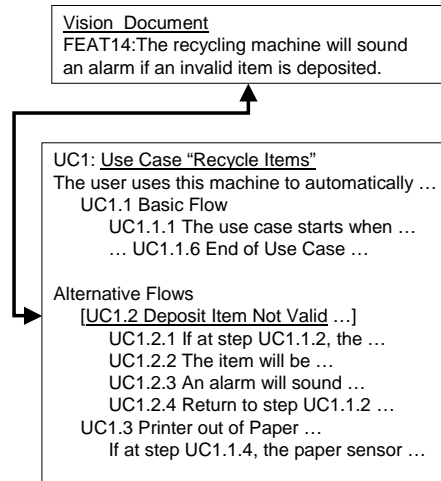 Vision Document
FEAT14:The recycling machine will sound
an alarm if an invalid item is deposited.
UC1: Use Case “Recycle Items”
The user uses this machine to automatically …
UC1.1 Basic Flow
UC1.1.1 The use case starts when …
… UC1.1.6 End of Use Case …
Alternative Flows
[UC1.2 Deposit Item Not Valid …]
UC1.2.1 If at step UC1.1.2, the …
UC1.2.2 The item will be …
UC1.2.3 An alarm will sound …
UC1.2.4 Return to step UC1.1.2 …
UC1.3 Printer out of Paper …
If at step UC1.1.4, the paper sensor …